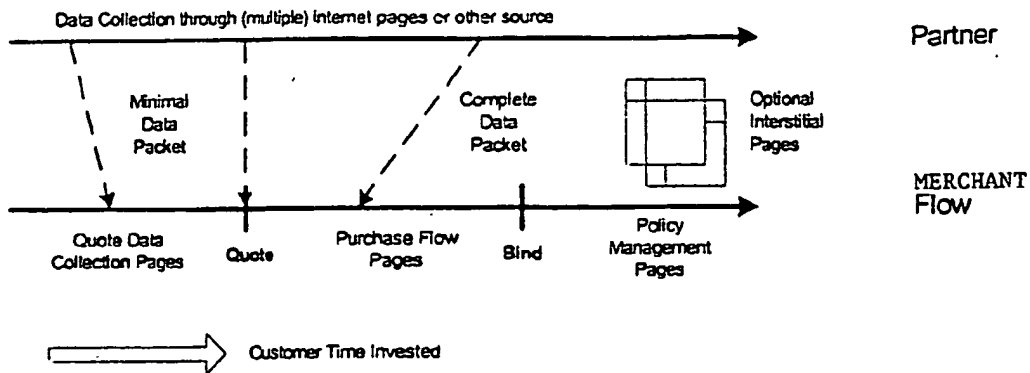 Data Collection through (multiple) internet pages or other source
Partner
Minimal
Data
Packet
Complete
Data
Packet
Optional
Interstitial
Pages
MERCHANT
Flow
Quote Data
Collection Pages
Quote
Purchase Flow
Pages
Bind
Policy
Management
Pages
Customer Time Invested